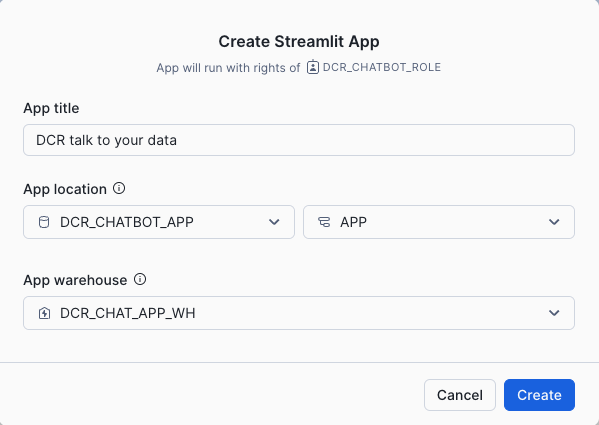 Create Streamlit App
App will run with rights of DCR_CHATBOT_ROLE
App title
DCR talk to your data
App location
DCR_CHATBOT_APP APP
App warehouse
DCR_CHAT_APP_WH
Cancel Create